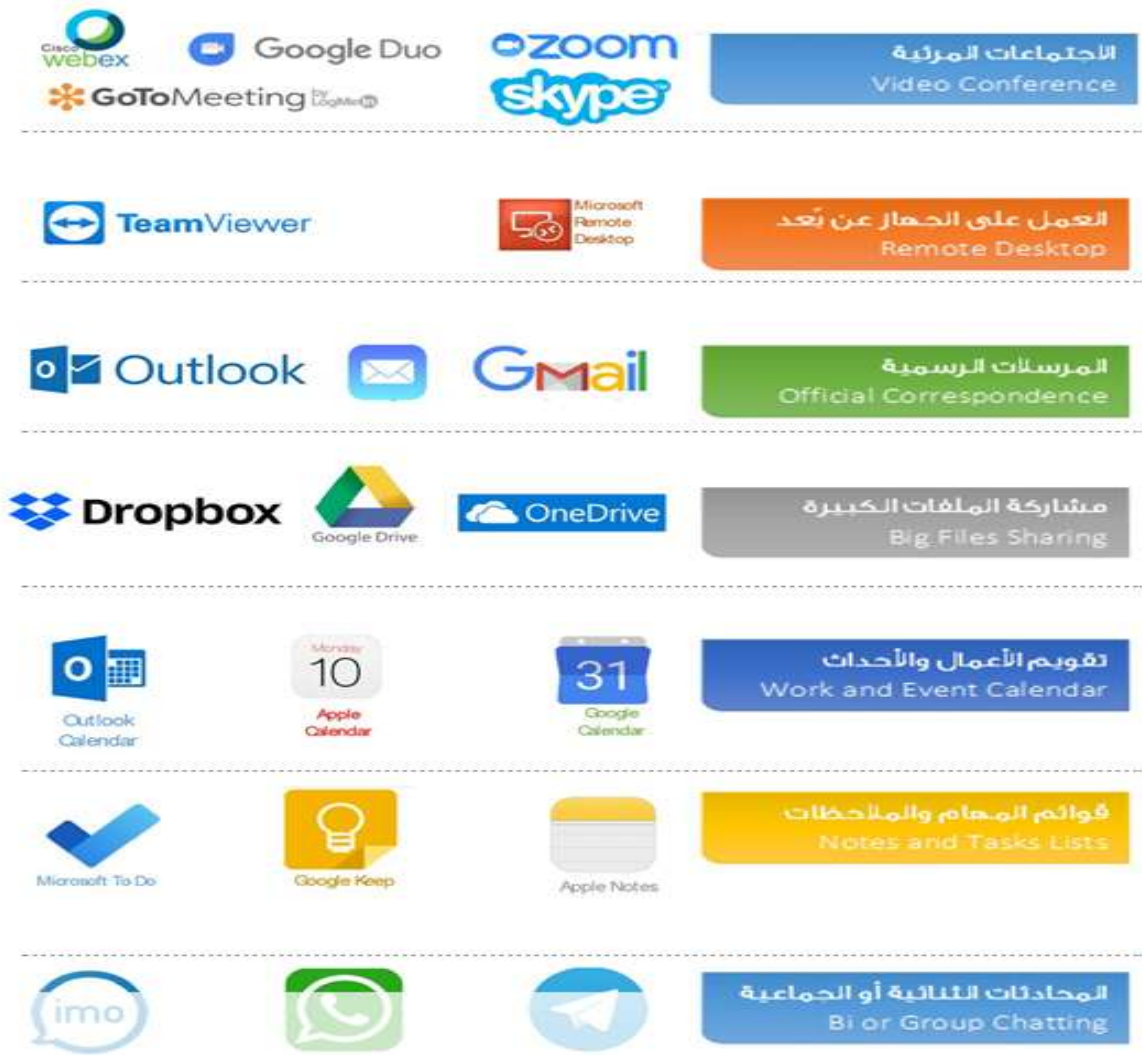 الاجتماعات المرئية
Video Conference
zoom
Google Duo
Cisco
webex
skype
GoToMeeting by LogMeIn
العمل على الجهاز عن بُعد
Remote Desktop
Microsoft
Remote
Desktop
TeamViewer
المرسلات الرسمية
Official Correspondence
Gmail
Outlook
مشاركة الملفات الكبيرة
Big Files Sharing
OneDrive
Google Drive
Dropbox
تقويم الأعمال والأحداث
Work and Event Calendar
31
Google
Calendar
Monday
10
Apple
Calendar
Outlook
Calendar
قوائم المهام والملاحظات
Notes and Tasks Lists
Apple Notes
Google Keep
Microsoft To Do
المحادثات الثنائية أو الجماعية
Bi or Group Chatting
imo